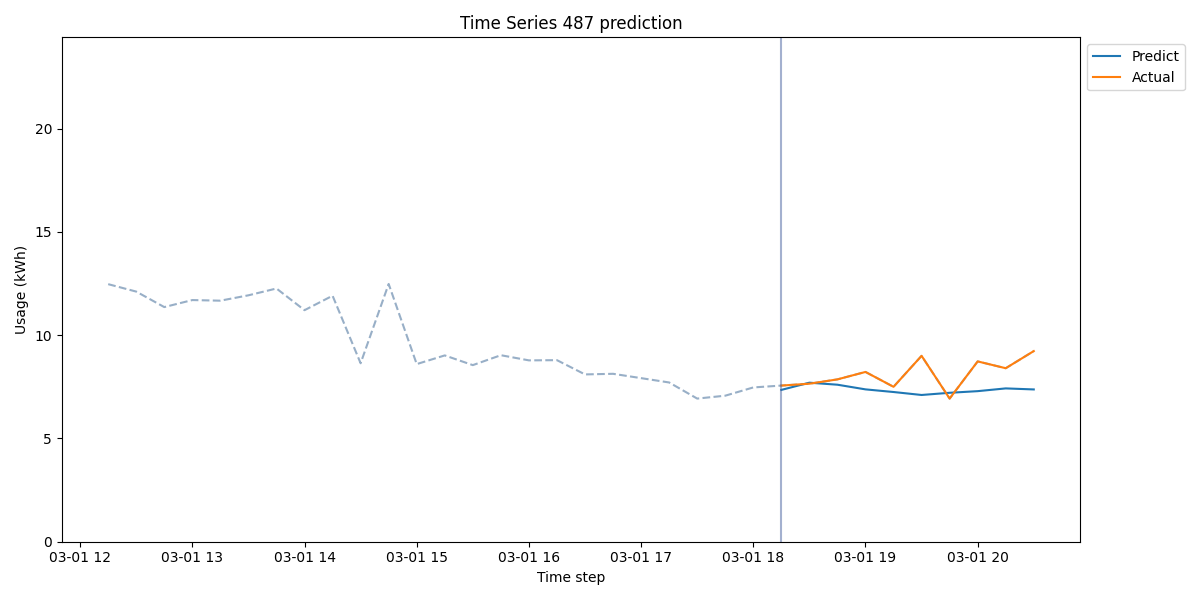 Time Series 487 prediction
Predict
Actual
Usage (kWh)
20
15
10
5
0
03-01 12 03-01 13 03-01 14 03-01 15 03-01 16 03-01 17 03-01 18 03-01 19 03-01 20
Time step